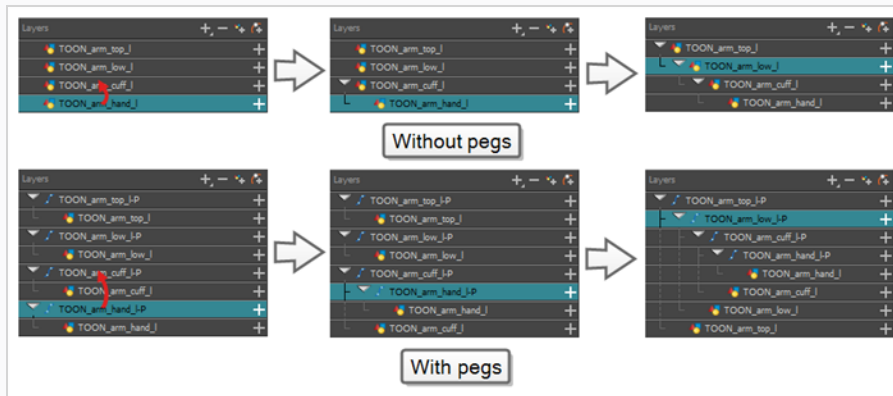 Layers
TOON_arm_top_l
TOON_arm_low_l
TOON_arm_cuff_l
TOON_arm_hand_l
Layers
TOON_arm_top_l
TOON_arm_low_l
TOON_arm_cuff_l
TOON_arm_hand_l
Layers
TOON_arm_top_l
TOON_arm_low_l
TOON_arm_cuff_l
TOON_arm_hand_l
Without pegs
Layers
TOON_arm_top_l-P
TOON_arm_top_l
TOON_arm_low_l-P
TOON_arm_low_l
TOON_arm_cuff_l-P
TOON_arm_cuff_l
TOON_arm_hand_l-P
TOON_arm_hand_l
Layers
TOON_arm_top_l-P
TOON_arm_top_l
TOON_arm_low_l-P
TOON_arm_low_l
TOON_arm_cuff_l-P
TOON_arm_hand_l-P
TOON_arm_hand_l
TOON_arm_cuff_l
Layers
TOON_arm_top_l-P
TOON_arm_low_l-P
TOON_arm_cuff_l-P
TOON_arm_hand_l-P
TOON_arm_hand_l
TOON_arm_cuff_l
TOON_arm_low_l
TOON_arm_top_l
With pegs